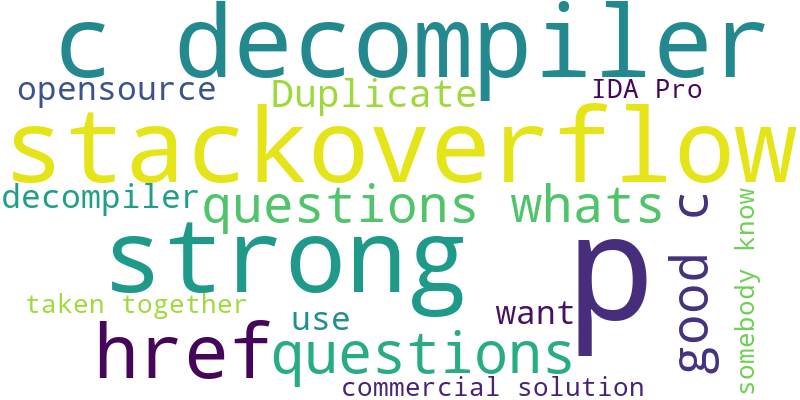 c decompiler
opensource
Duplicate
IDA Pro
stackoverflow
decompiler
questions whats
good c
somebody know
strong
p
taken together
use
want
href
questions
commercial solution